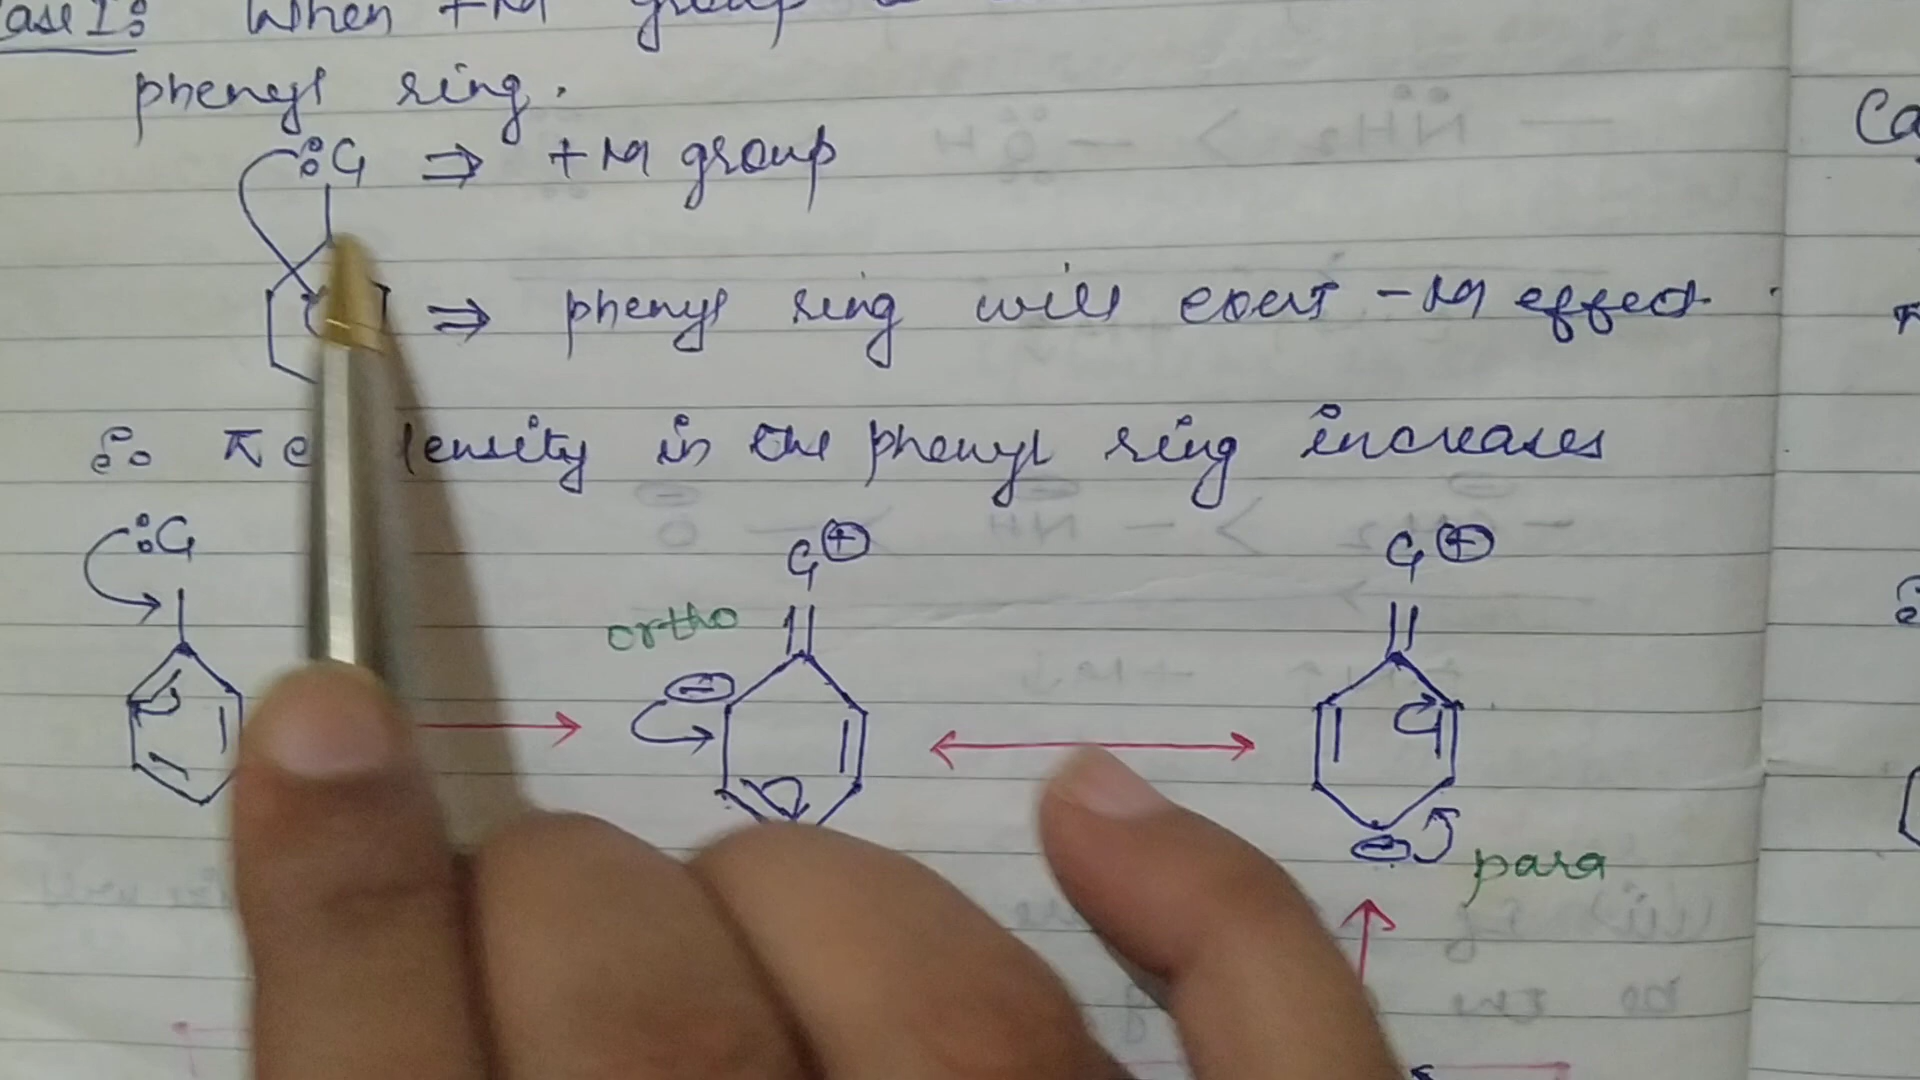 Case I: When +M group
phenyl ring.
:G ⇒ +M group
⇒ phenyl ring will exert -M effect.
So π e density in the phenyl ring increases
:G G⊕ G⊕
ortho
para